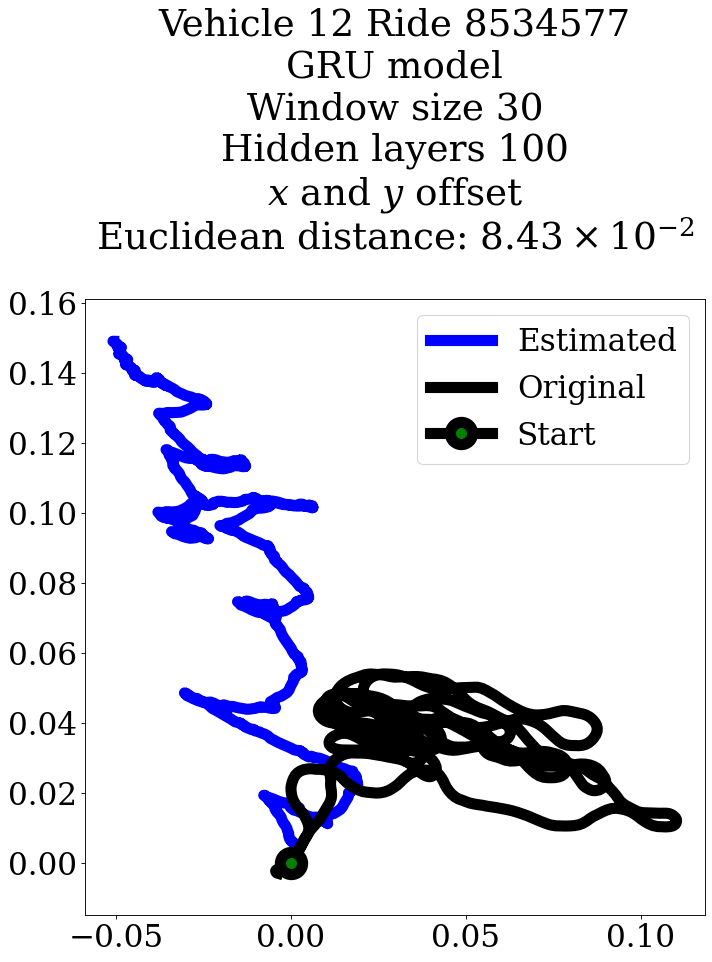 Vehicle 12 Ride 8534577
GRU model
Window size 30
Hidden layers 100
x and y offset
Euclidean distance: 8.43 × 10⁻²
0.16
0.14
0.12
0.10
0.08
0.06
0.04
0.02
0.00
Estimated
Original
Start
−0.05 0.00 0.05 0.10